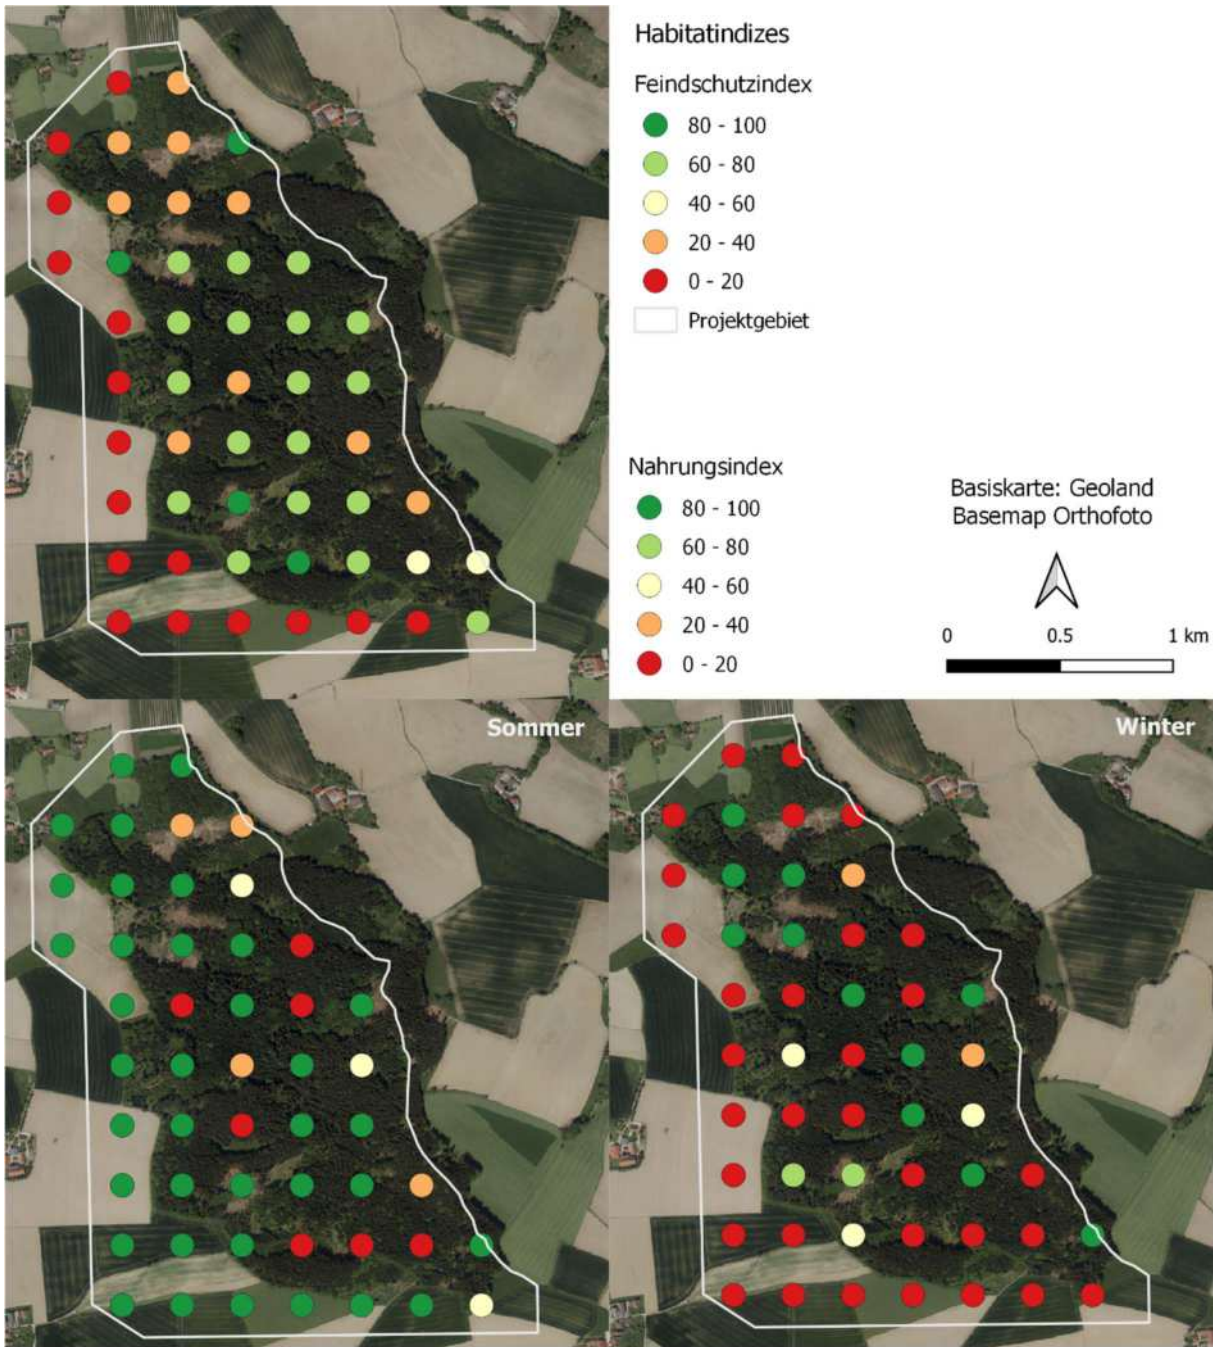 Habitatindizes
Feindschutzindex
80 - 100
60 - 80
40 - 60
20 - 40
0 - 20
Projektgebiet
Nahrungsindex
80 - 100
60 - 80
40 - 60
20 - 40
0 - 20
Basiskarte: Geoland
Basemap Orthofoto
0 0.5 1 km
Sommer
Winter